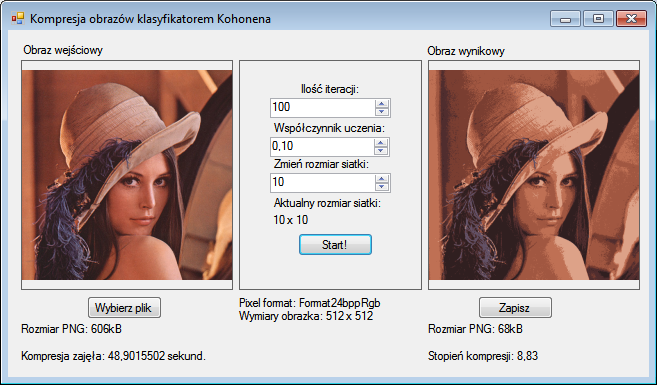 Kompresja obrazów klasyfikatorem Kohonena
Obraz wejściowy
Obraz wynikowy
Ilość iteracji:
100
Współczynnik uczenia:
0,10
Zmień rozmiar siatki:
10
Aktualny rozmiar siatki:
10 x 10
Start!
Wybierz plik
Pixel format: Format24bppRgb
Wymiary obrazka: 512 x 512
Zapisz
Rozmiar PNG: 606kB
Rozmiar PNG: 68kB
Kompresja zajęła: 48,9015502 sekund.
Stopień kompresji: 8,83